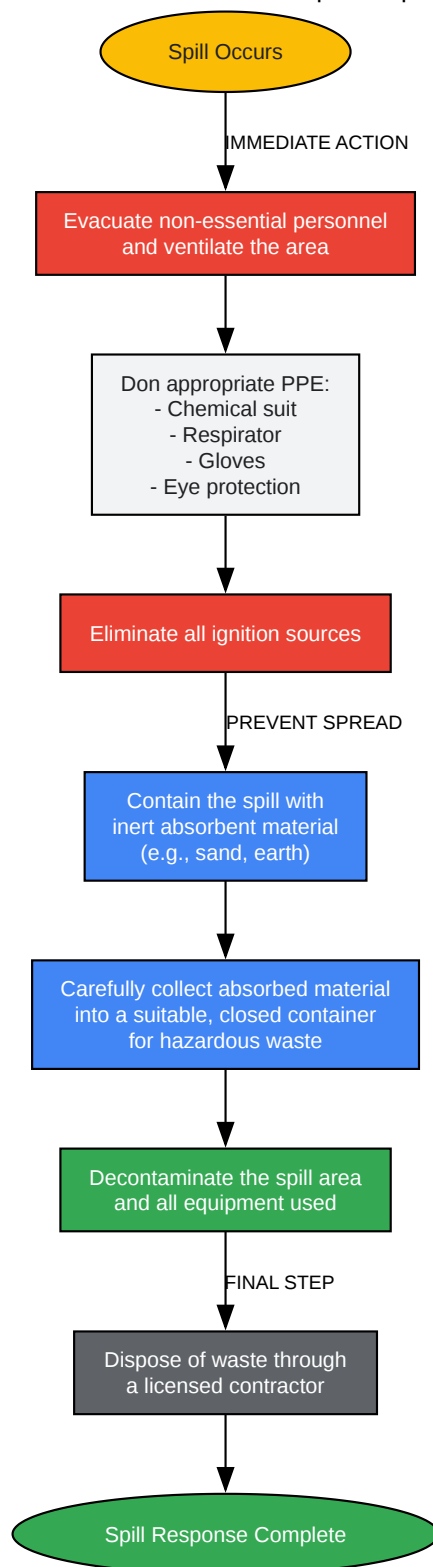 Spill Occurs
IMMEDIATE ACTION
Evacuate non-essential personnel
and ventilate the area
Don appropriate PPE:
- Chemical suit
- Respirator
- Gloves
- Eye protection
Eliminate all ignition sources
PREVENT SPREAD
Contain the spill with
inert absorbent material
(e.g., sand, earth)
Carefully collect absorbed material
into a suitable, closed container
for hazardous waste
Decontaminate the spill area
and all equipment used
FINAL STEP
Dispose of waste through
a licensed contractor
Spill Response Complete